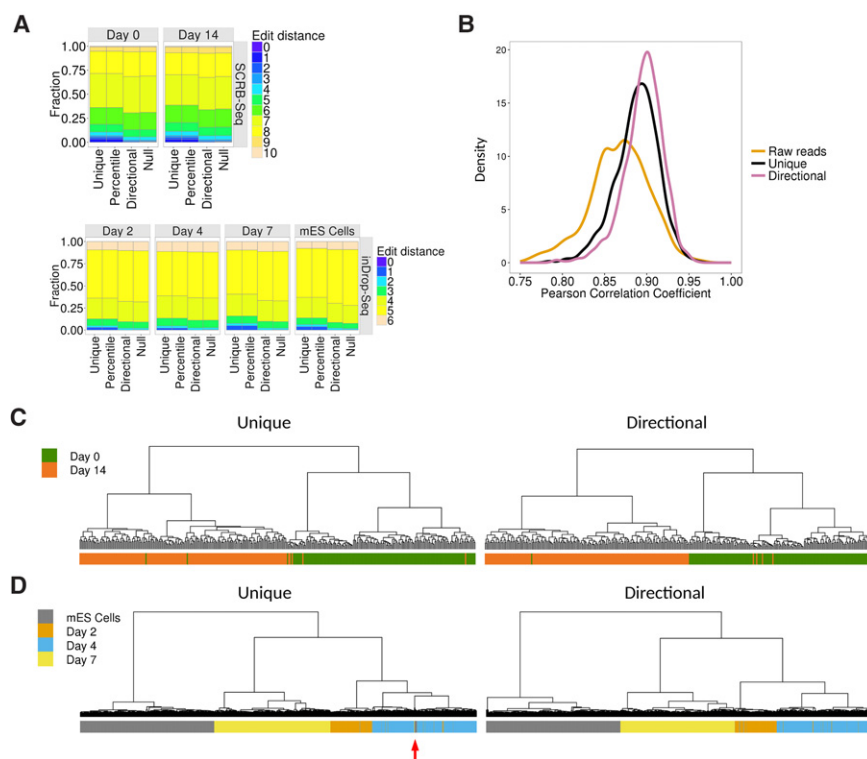 A
Day 0 Day 14
Edit distance
Fraction
1.00
0.75
0.50
0.25
0.00
SCRB-Seq
0
1
2
3
4
5
6
7
8
9
10
Unique
Percentile
Directional
Null
Unique
Percentile
Directional
Null
Day 2 Day 4 Day 7 mES Cells
Edit distance
Fraction
1.00
0.75
0.50
0.25
0.00
inDrop-Seq
0
1
2
3
4
5
6
Unique
Percentile
Directional
Null
Unique
Percentile
Directional
Null
Unique
Percentile
Directional
Null
Unique
Percentile
Directional
Null
B
Density
20
15
10
5
0
0.75 0.80 0.85 0.90 0.95 1.00
Pearson Correlation Coefficient
Raw reads
Unique
Directional
C
Unique
Directional
Day 0
Day 14
D
Unique
Directional
mES Cells
Day 2
Day 4
Day 7